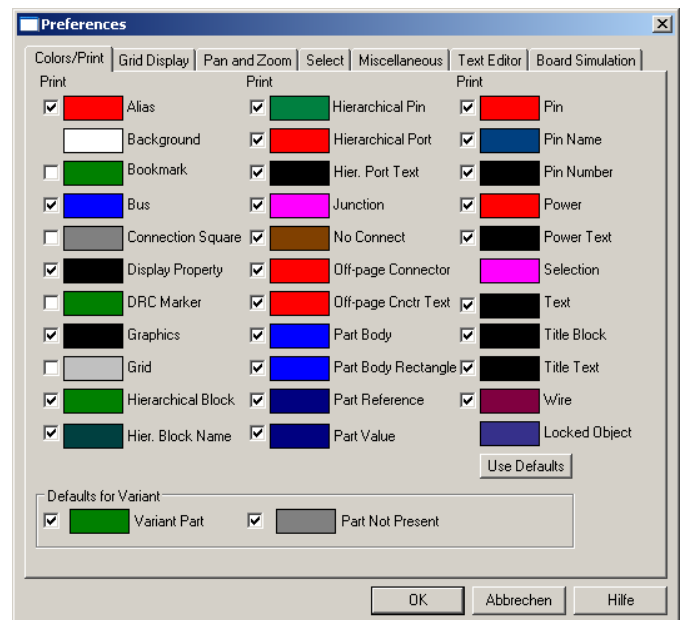 Preferences
Colors/Print Grid Display Pan and Zoom Select Miscellaneous Text Editor Board Simulation
Print Print Print
Alias Hierarchical Pin Pin
Background Hierarchical Port Pin Name
Bookmark Hier. Port Text Pin Number
Bus Junction Power
Connection Square No Connect Power Text
Display Property Off-page Connector Selection
DRC Marker Off-page Cnctr Text Text
Graphics Part Body Title Block
Grid Part Body Rectangle Title Text
Hierarchical Block Part Reference Wire
Hier. Block Name Part Value Locked Object
Use Defaults
Defaults for Variant
Variant Part Part Not Present
OK Abbrechen Hilfe